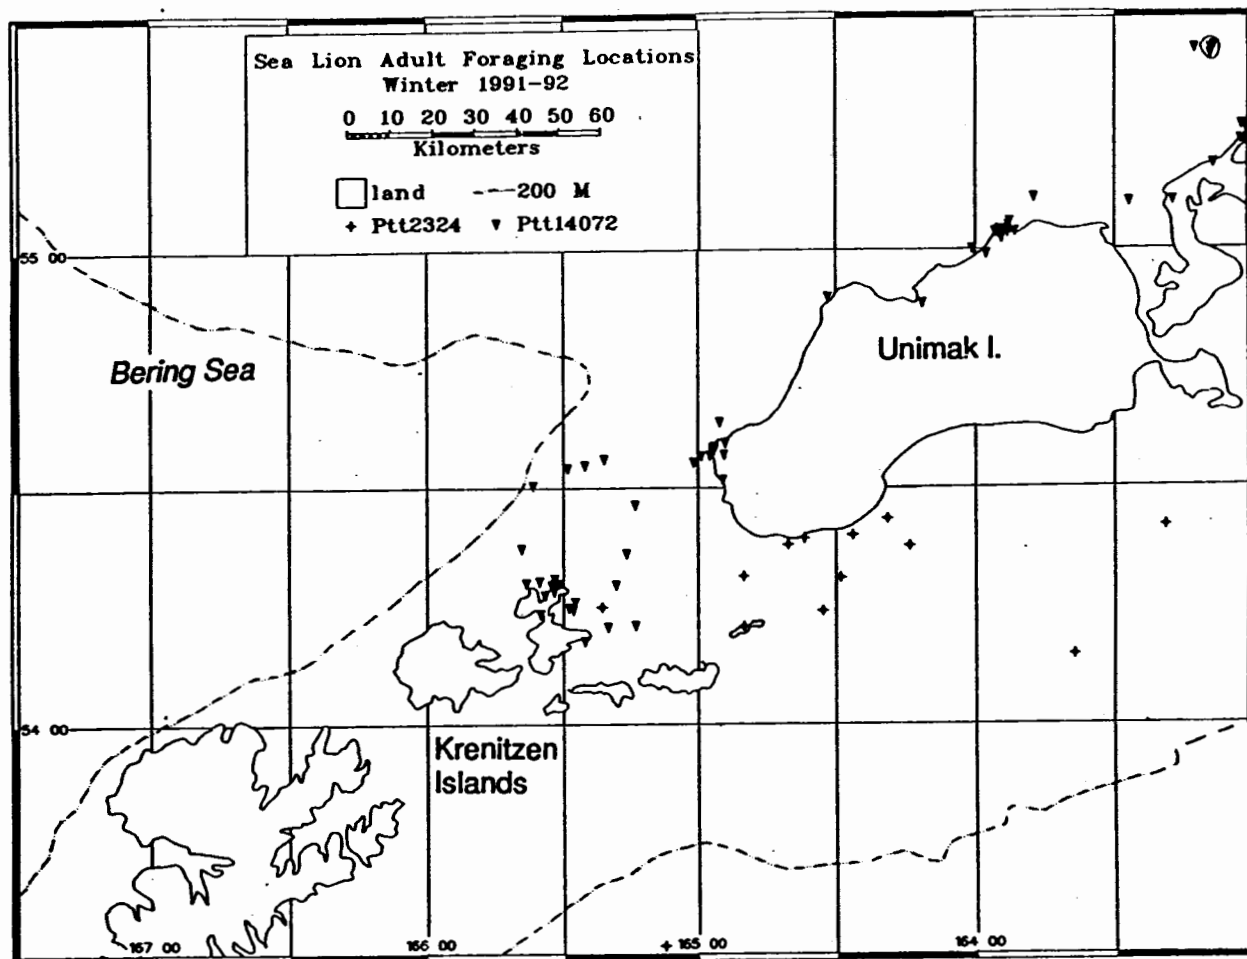 Sea Lion Adult Foraging Locations
Winter 1991-92
0 10 20 30 40 50 60
Kilometers
land 200 M
Ptt2324 Ptt14072
55 00
Bering Sea
Unimak I.
54 00
Krenitzen
Islands
167 00 166 00 165 00 164 00